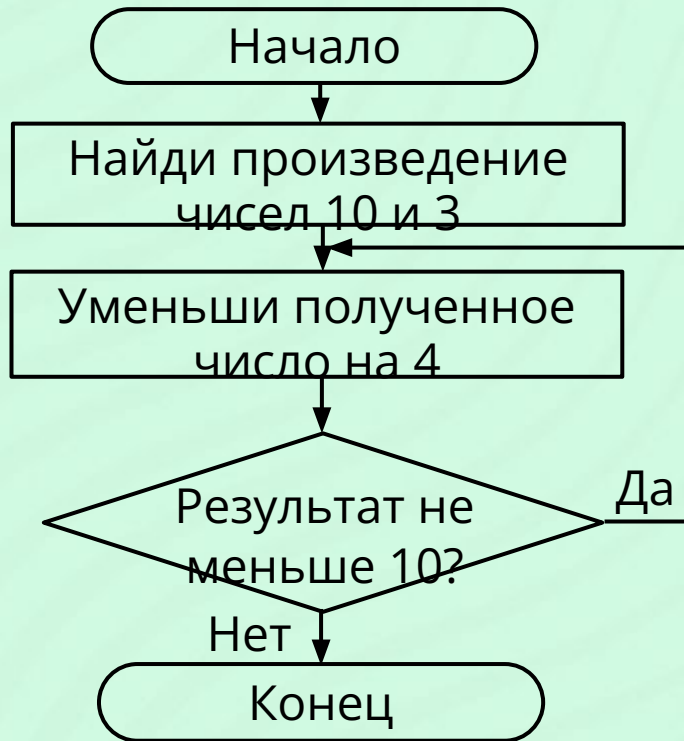 Начало
Найди произведение
чисел 10 и 3
Уменьши полученное
число на 4
Результат не
меньше 10?
Да
Нет
Конец